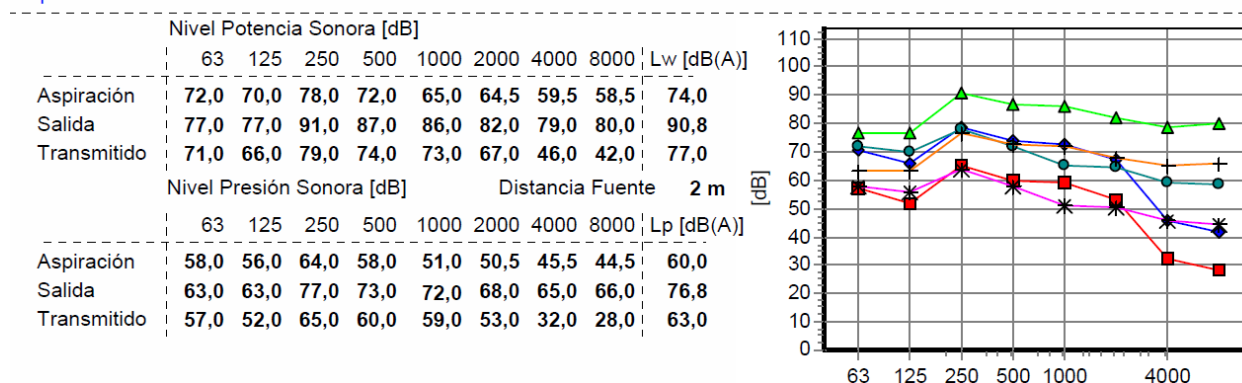 Nivel Potencia Sonora [dB]
63 125 250 500 1000 2000 4000 8000 Lw [dB(A)]
Aspiración 72,0 70,0 78,0 72,0 65,0 64,5 59,5 58,5 74,0
Salida 77,0 77,0 91,0 87,0 86,0 82,0 79,0 80,0 90,8
Transmitido 71,0 66,0 79,0 74,0 73,0 67,0 46,0 42,0 77,0
Nivel Presión Sonora [dB] Distancia Fuente 2 m
63 125 250 500 1000 2000 4000 8000 Lp [dB(A)]
Aspiración 58,0 56,0 64,0 58,0 51,0 50,5 45,5 44,5 60,0
Salida 63,0 63,0 77,0 73,0 72,0 68,0 65,0 66,0 76,8
Transmitido 57,0 52,0 65,0 60,0 59,0 53,0 32,0 28,0 63,0
110
100
90
80
70
60
50
40
30
20
10
0
[dB]
63 125 250 500 1000 4000